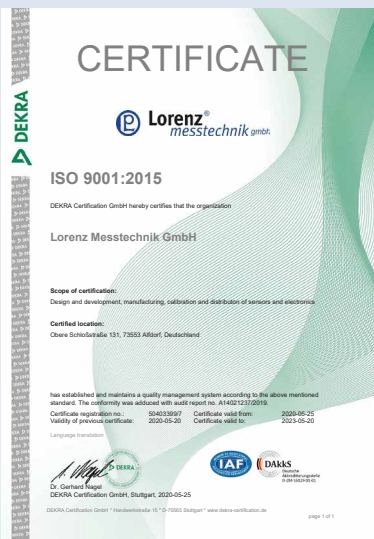 CERTIFICATE
DEKRA
Lorenz®
messtechnik gmbh
ISO 9001:2015
DEKRA Certification GmbH hereby certifies that the organization
Lorenz Messtechnik GmbH
Scope of certification:
Design and development, manufacturing, calibration and distributon of sensors and electronics
Certified location:
Obere Schloßstraße 131, 73553 Alfdorf, Deutschland
has established and maintains a quality management system according to the above mentioned
standard. The conformity was adduced with audit report no. A14021237/2019.
Certificate registration no.: 50403399/7 Certificate valid from: 2020-05-25
Validity of previous certificate: 2020-05-20 Certificate valid to: 2023-05-20
Language translation
DEKRA
IAF
DAkkS
Deutsche
Akkreditierungsstelle
Dr. Gerhard Nagel
DEKRA Certification GmbH, Stuttgart, 2020-05-25
DEKRA Certification GmbH * Handwerkstraße 15 * D-70565 Stuttgart * www.dekra-certification.de
page 1 of 1